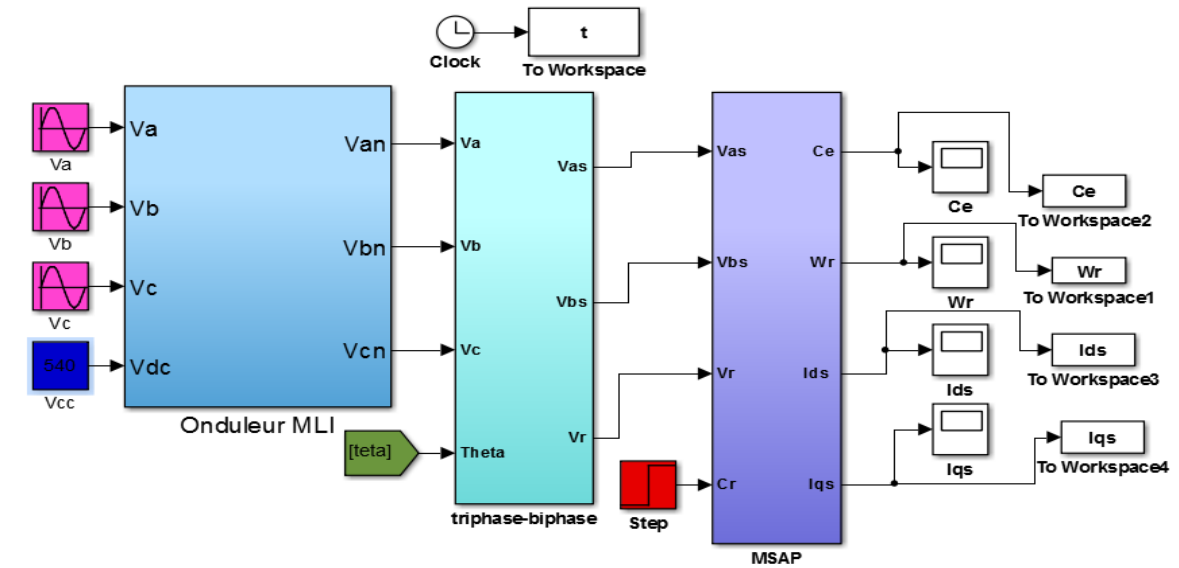 t
Clock
To Workspace
Va
Va
Van
Vb
Vb
Vbn
Vc
Vc
Vcn
540
Vdc
Vcc
Onduleur MLI
[teta]
Va
Vas
Vb
Vbs
Vc
Vr
Theta
triphase-biphase
Step
Vas
Ce
Vbs
Wr
Vr
Ids
Cr
Iqs
MSAP
Ce
Ce
To Workspace2
Wr
Wr
To Workspace1
Ids
Ids
To Workspace3
Iqs
Iqs
To Workspace4